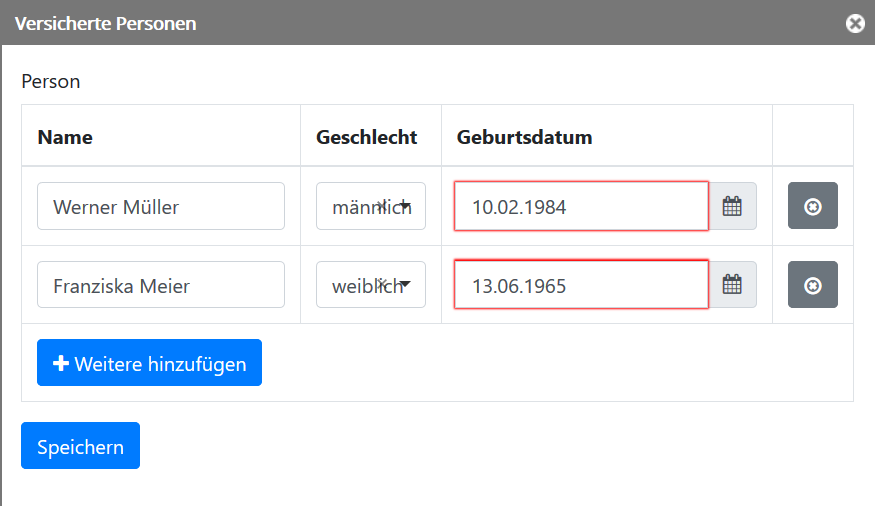 Versicherte Personen
Person
Name Geschlecht Geburtsdatum
Werner Müller männlich 10.02.1984
Franziska Meier weiblich 13.06.1965
Weitere hinzufügen
Speichern